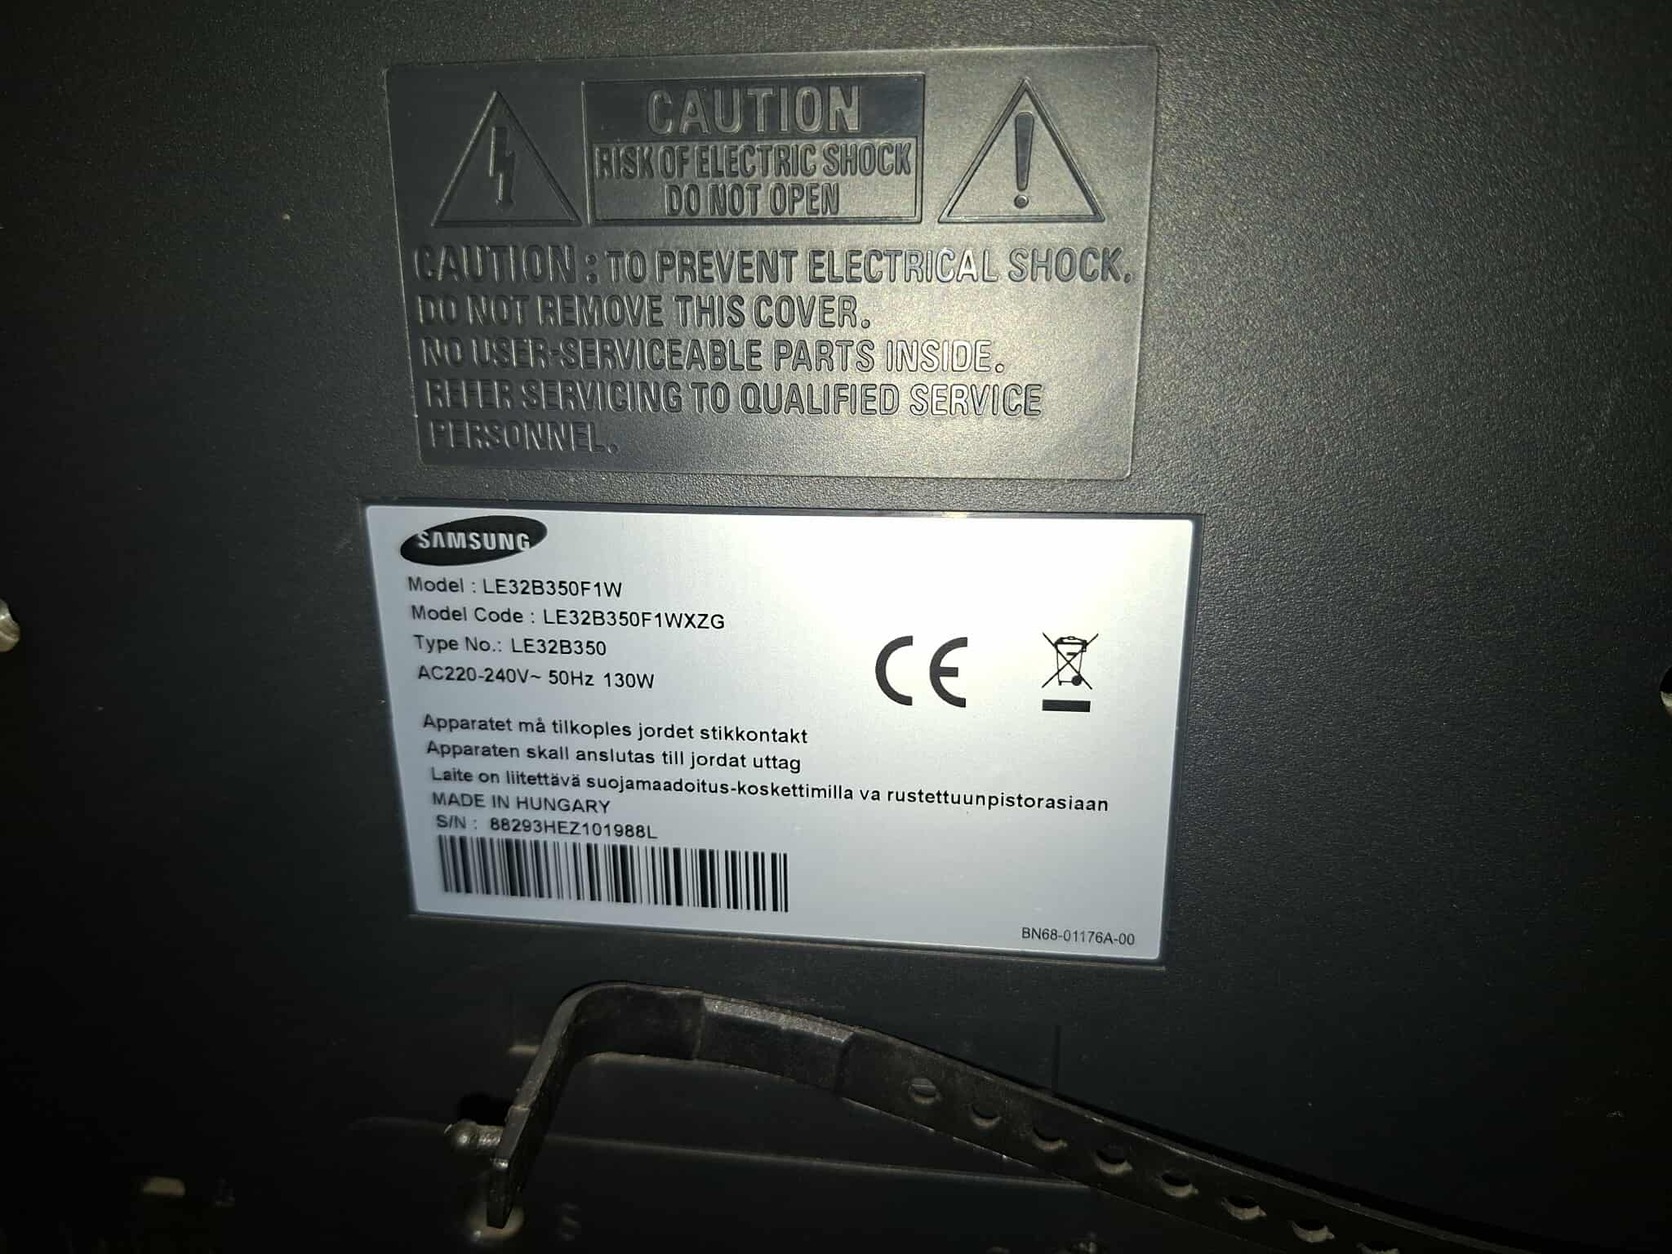 CAUTION
RISK OF ELECTRIC SHOCK
DO NOT OPEN
CAUTION : TO PREVENT ELECTRICAL SHOCK.
DO NOT REMOVE THIS COVER.
NO USER-SERVICEABLE PARTS INSIDE.
REFER SERVICING TO QUALIFIED SERVICE
PERSONNEL.
SAMSUNG
Model : LE32B350F1W
Model Code : LE32B350F1WXZG
Type No.: LE32B350
AC220-240V~ 50Hz 130W
CE
Apparatet må tilkoples jordet stikkontakt
Apparaten skall anslutas till jordat uttag
Laite on liitettävä suojamaadoitus-koskettimilla va rustettuunpistorasiaan
MADE IN HUNGARY
S/N : 88293HEZ101988L
BN68-01176A-00